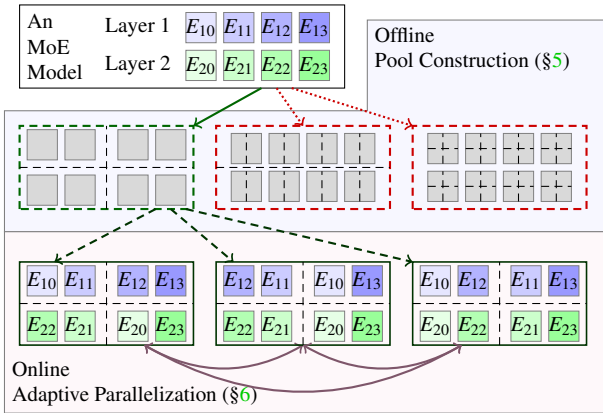 An
MoE
Model
Layer 1 E10 E11 E12 E13
Layer 2 E20 E21 E22 E23
Offline
Pool Construction (§5)
E10 E11 E12 E13
E22 E21 E20 E23
E12 E11 E10 E13
E22 E21 E20 E23
E10 E12 E11 E13
E20 E22 E21 E23
Online
Adaptive Parallelization (§6)